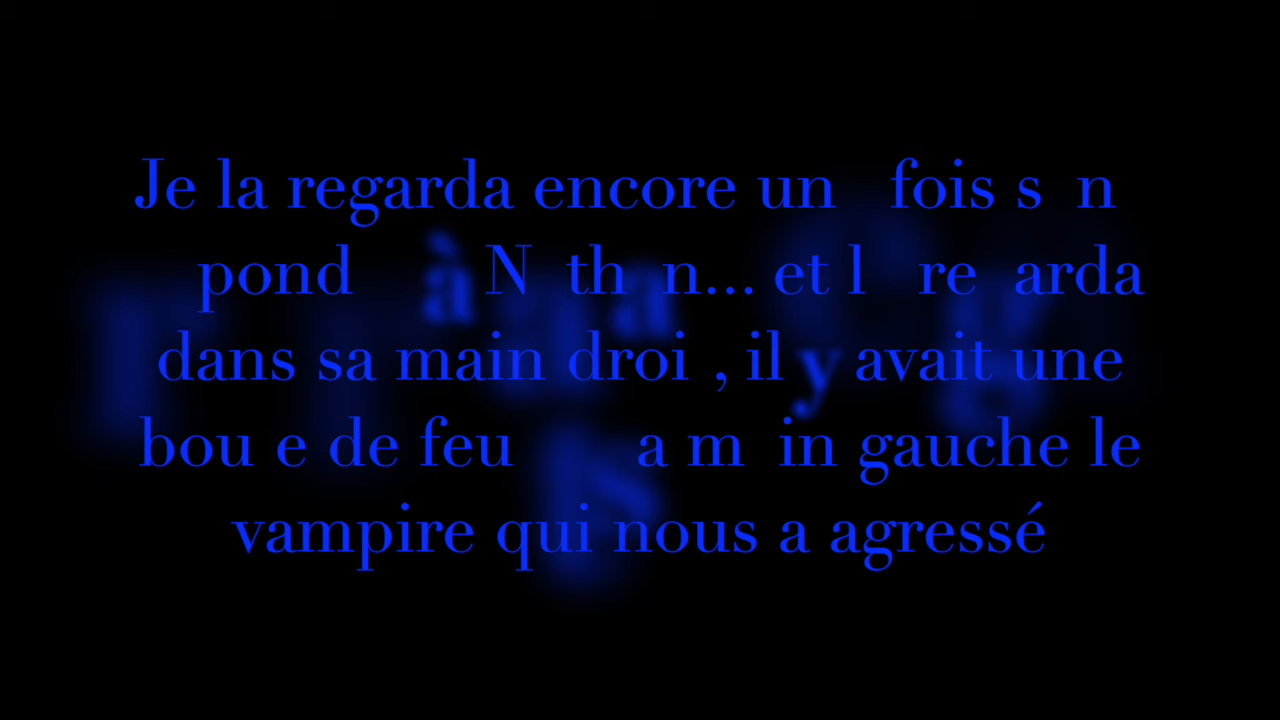 Je la regarda encore un fois s n
pond à N th n... et l re arda
dans sa main droi , il y avait une
bou e de feu s a m in gauche le
vampire qui nous a agressé